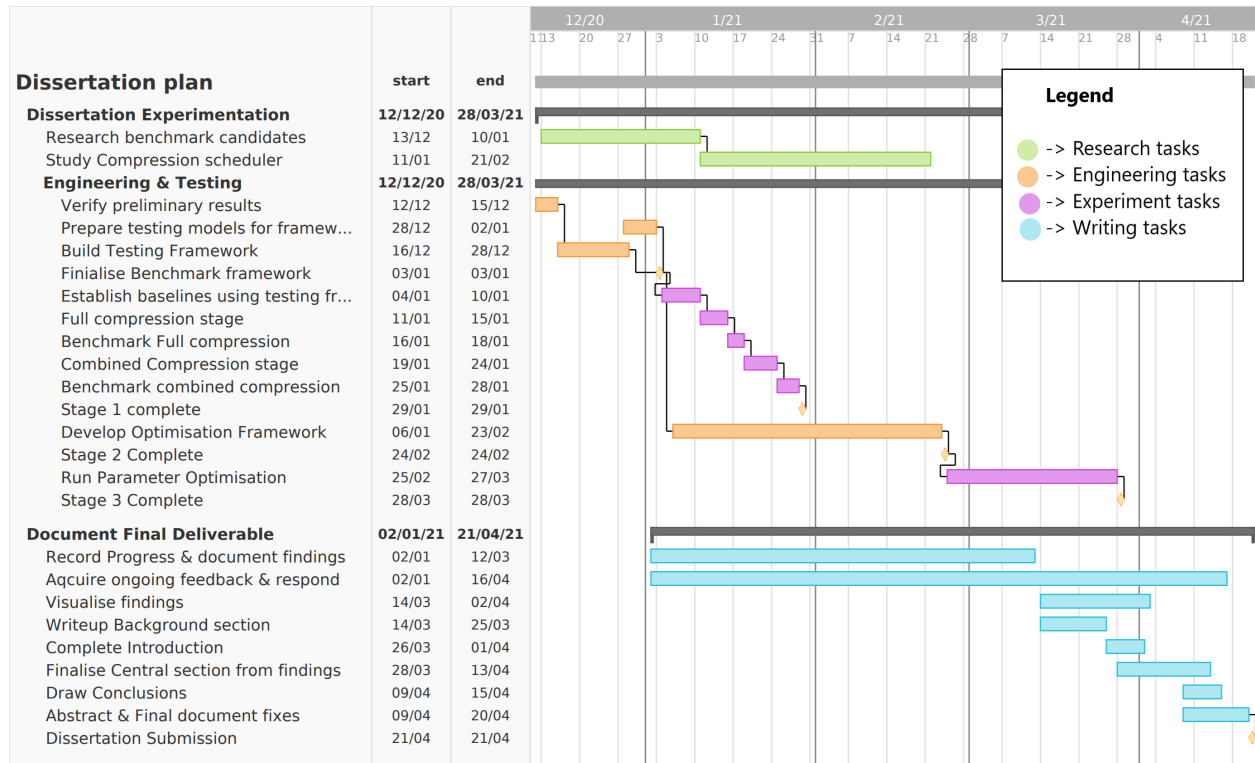 12/20 1/21 2/21 3/21 4/21
11 13 20 27 3 10 17 24 31 7 14 21 28 7 14 21 28 4 11 18
Dissertation plan start end
Legend
Dissertation Experimentation 12/12/20 28/03/21
Research benchmark candidates 13/12 10/01
-> Research tasks
Study Compression scheduler 11/01 21/02
-> Engineering tasks
Engineering & Testing 12/12/20 28/03/21
Verify preliminary results 12/12 15/12
-> Experiment tasks
Prepare testing models for framew... 28/12 02/01
-> Writing tasks
Build Testing Framework 16/12 28/12
Finialise Benchmark framework 03/01 03/01
Establish baselines using testing fr... 04/01 10/01
Full compression stage 11/01 15/01
Benchmark Full compression 16/01 18/01
Combined Compression stage 19/01 24/01
Benchmark combined compression 25/01 28/01
Stage 1 complete 29/01 29/01
Develop Optimisation Framework 06/01 23/02
Stage 2 Complete 24/02 24/02
Run Parameter Optimisation 25/02 27/03
Stage 3 Complete 28/03 28/03
Document Final Deliverable 02/01/21 21/04/21
Record Progress & document findings 02/01 12/03
Aqcuire ongoing feedback & respond 02/01 16/04
Visualise findings 14/03 02/04
Writeup Background section 14/03 25/03
Complete Introduction 26/03 01/04
Finalise Central section from findings 28/03 13/04
Draw Conclusions 09/04 15/04
Abstract & Final document fixes 09/04 20/04
Dissertation Submission 21/04 21/04